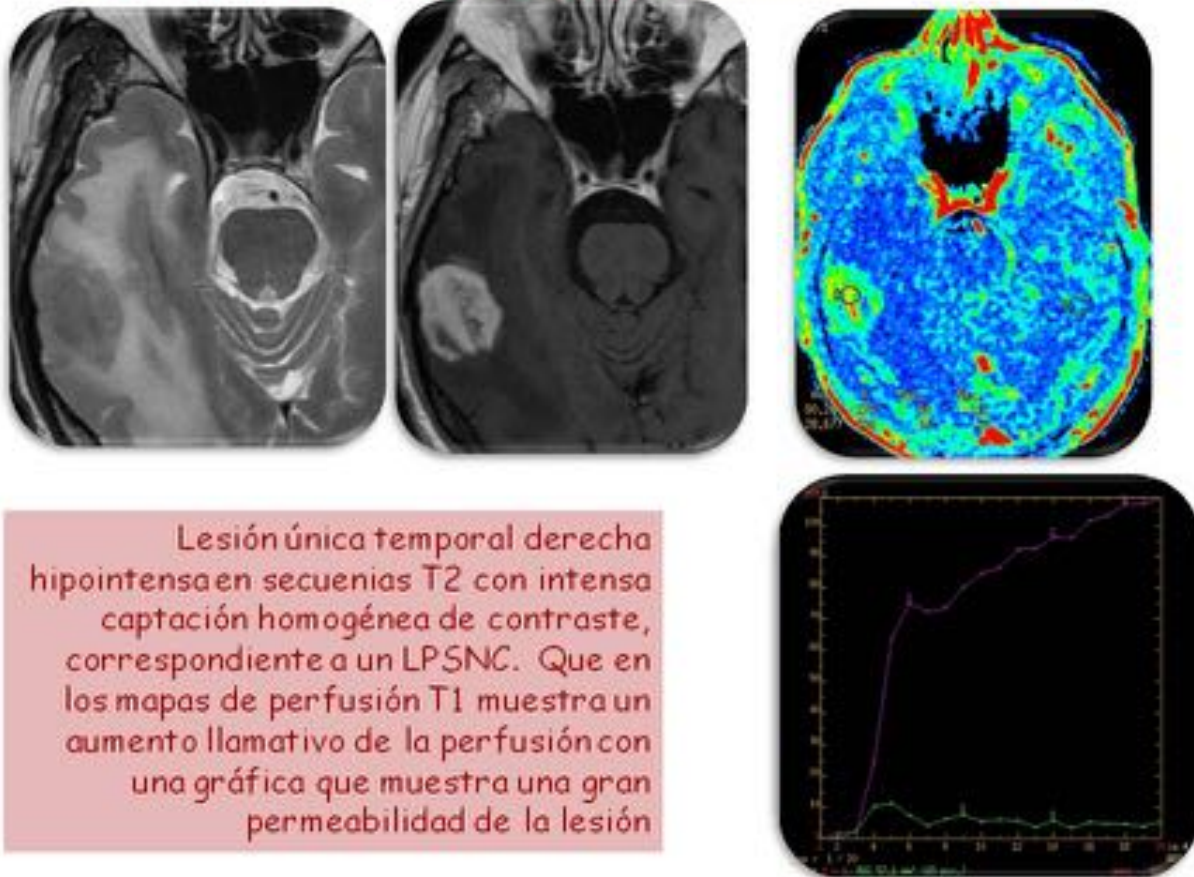 Lesión única temporal derecha
hipointensa en secuenias T2 con intensa
captación homogénea de contraste,
correspondiente a un LPSNC. Que en
los mapas de perfusión T1 muestra un
aumento llamativo de la perfusión con
una gráfica que muestra una gran
permeabilidad de la lesión